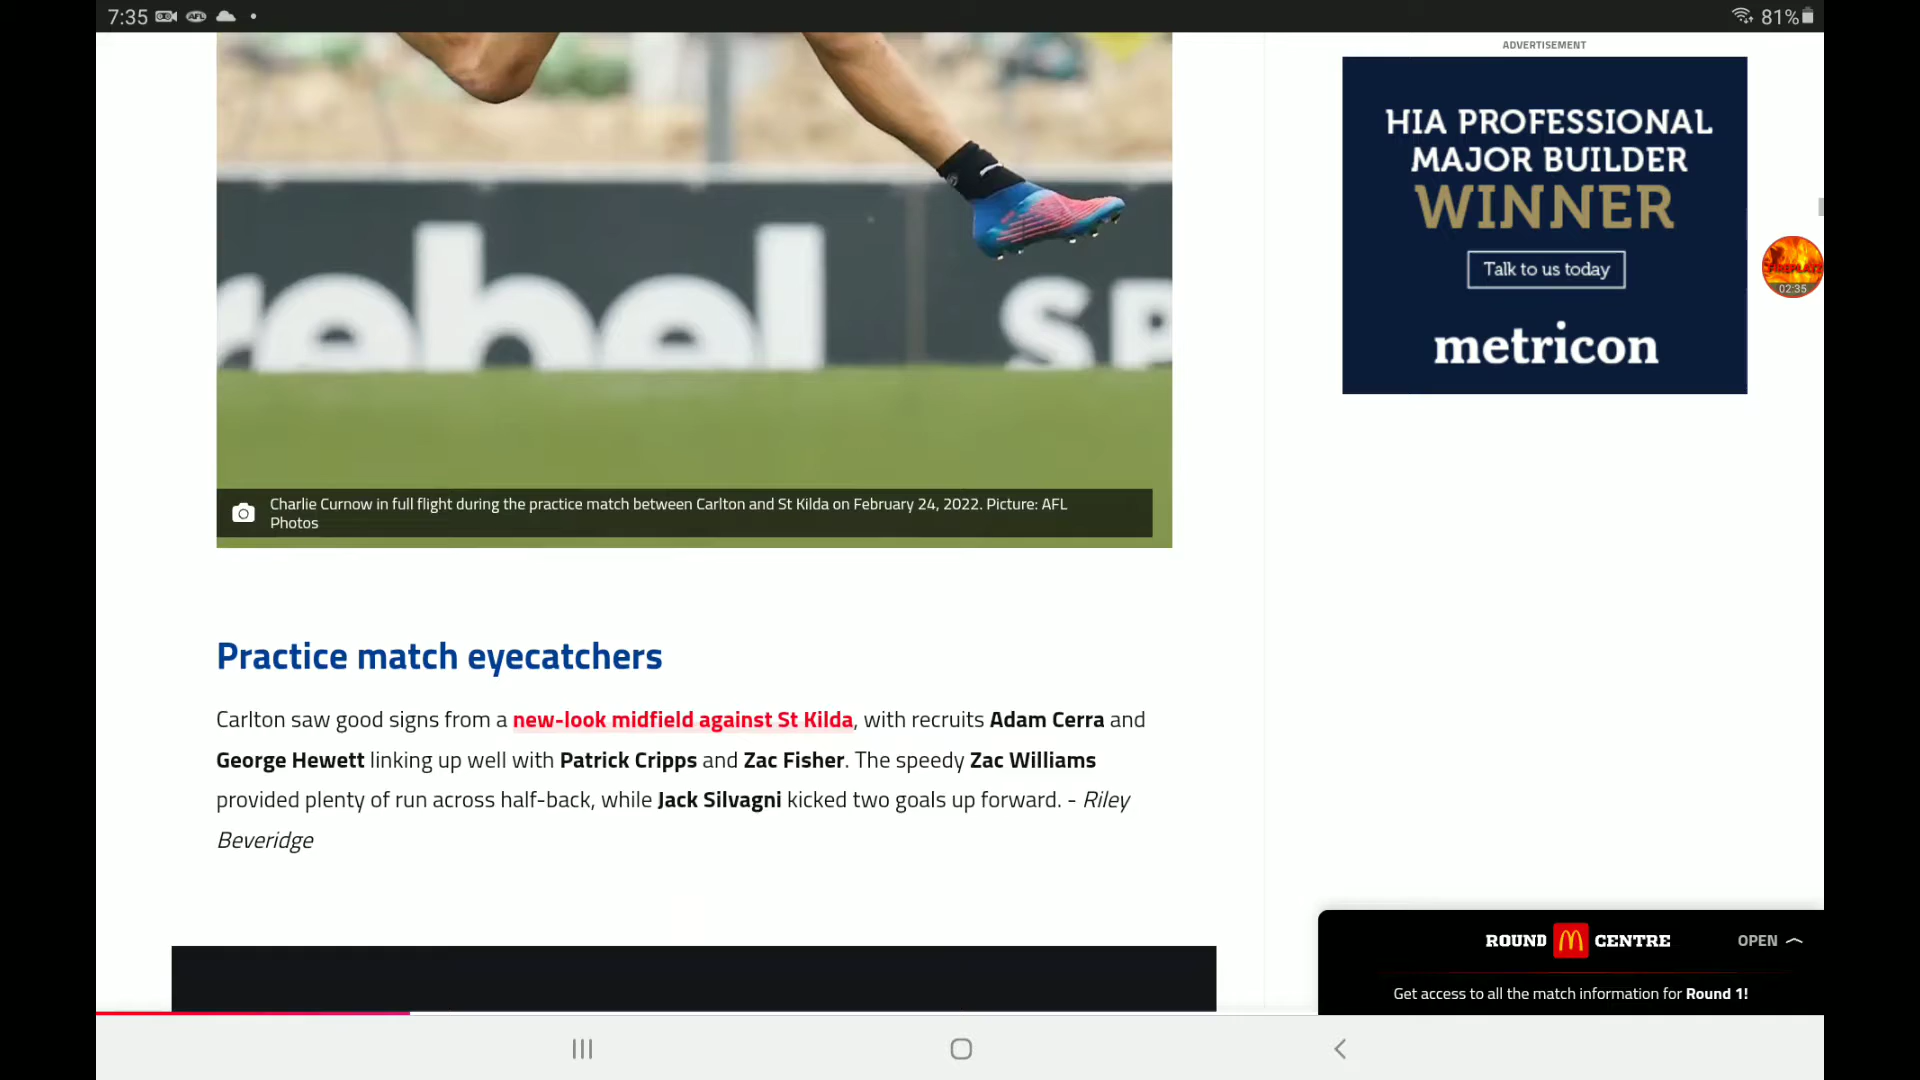 7:35
AFL
81%
ADVERTISEMENT
HIA PROFESSIONAL
MAJOR BUILDER
WINNER
Talk to us today
metricon
02:35
rebel SP
Charlie Curnow in full flight during the practice match between Carlton and St Kilda on February 24, 2022. Picture: AFL
Photos
Practice match eyecatchers
Carlton saw good signs from a new-look midfield against St Kilda, with recruits Adam Cerra and
George Hewett linking up well with Patrick Cripps and Zac Fisher. The speedy Zac Williams
provided plenty of run across half-back, while Jack Silvagni kicked two goals up forward. - Riley
Beveridge
ROUND CENTRE OPEN
Get access to all the match information for Round 1!